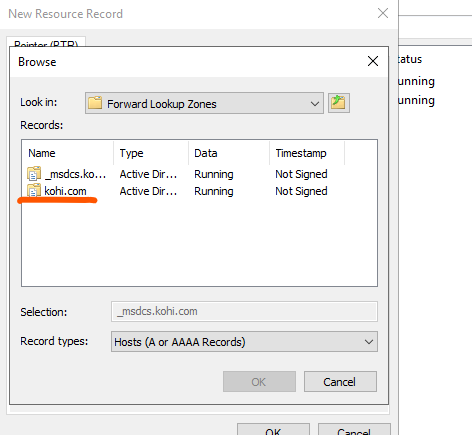 New Resource Record
Pointer (PTR)
Browse
Look in:
Forward Lookup Zones
Records:
Name Type Data Timestamp
_msdcs.ko... Active Dir... Running Not Signed
kohi.com Active Dir... Running Not Signed
Selection:
_msdcs.kohi.com
Record types:
Hosts (A or AAAA Records)
OK Cancel
OK Cancel
tatus
unning
unning